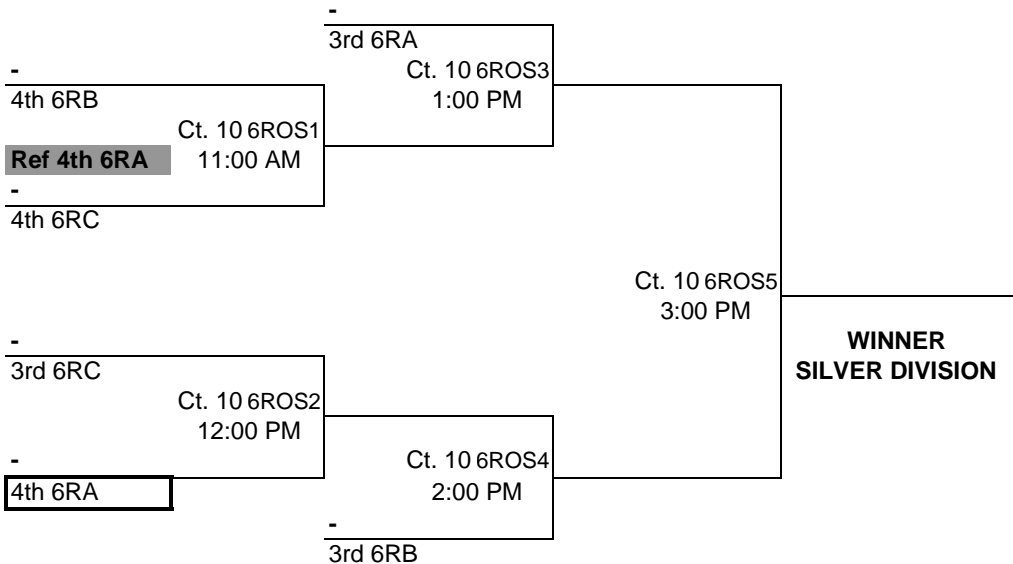 -
3rd 6RA
-
Ct. 10 6ROS3
4th 6RB
1:00 PM
Ct. 10 6ROS1
Ref 4th 6RA
11:00 AM
-
4th 6RC
Ct. 10 6ROS5
3:00 PM
WINNER
SILVER DIVISION
-
3rd 6RC
Ct. 10 6ROS2
12:00 PM
-
Ct. 10 6ROS4
4th 6RA
2:00 PM
-
3rd 6RB